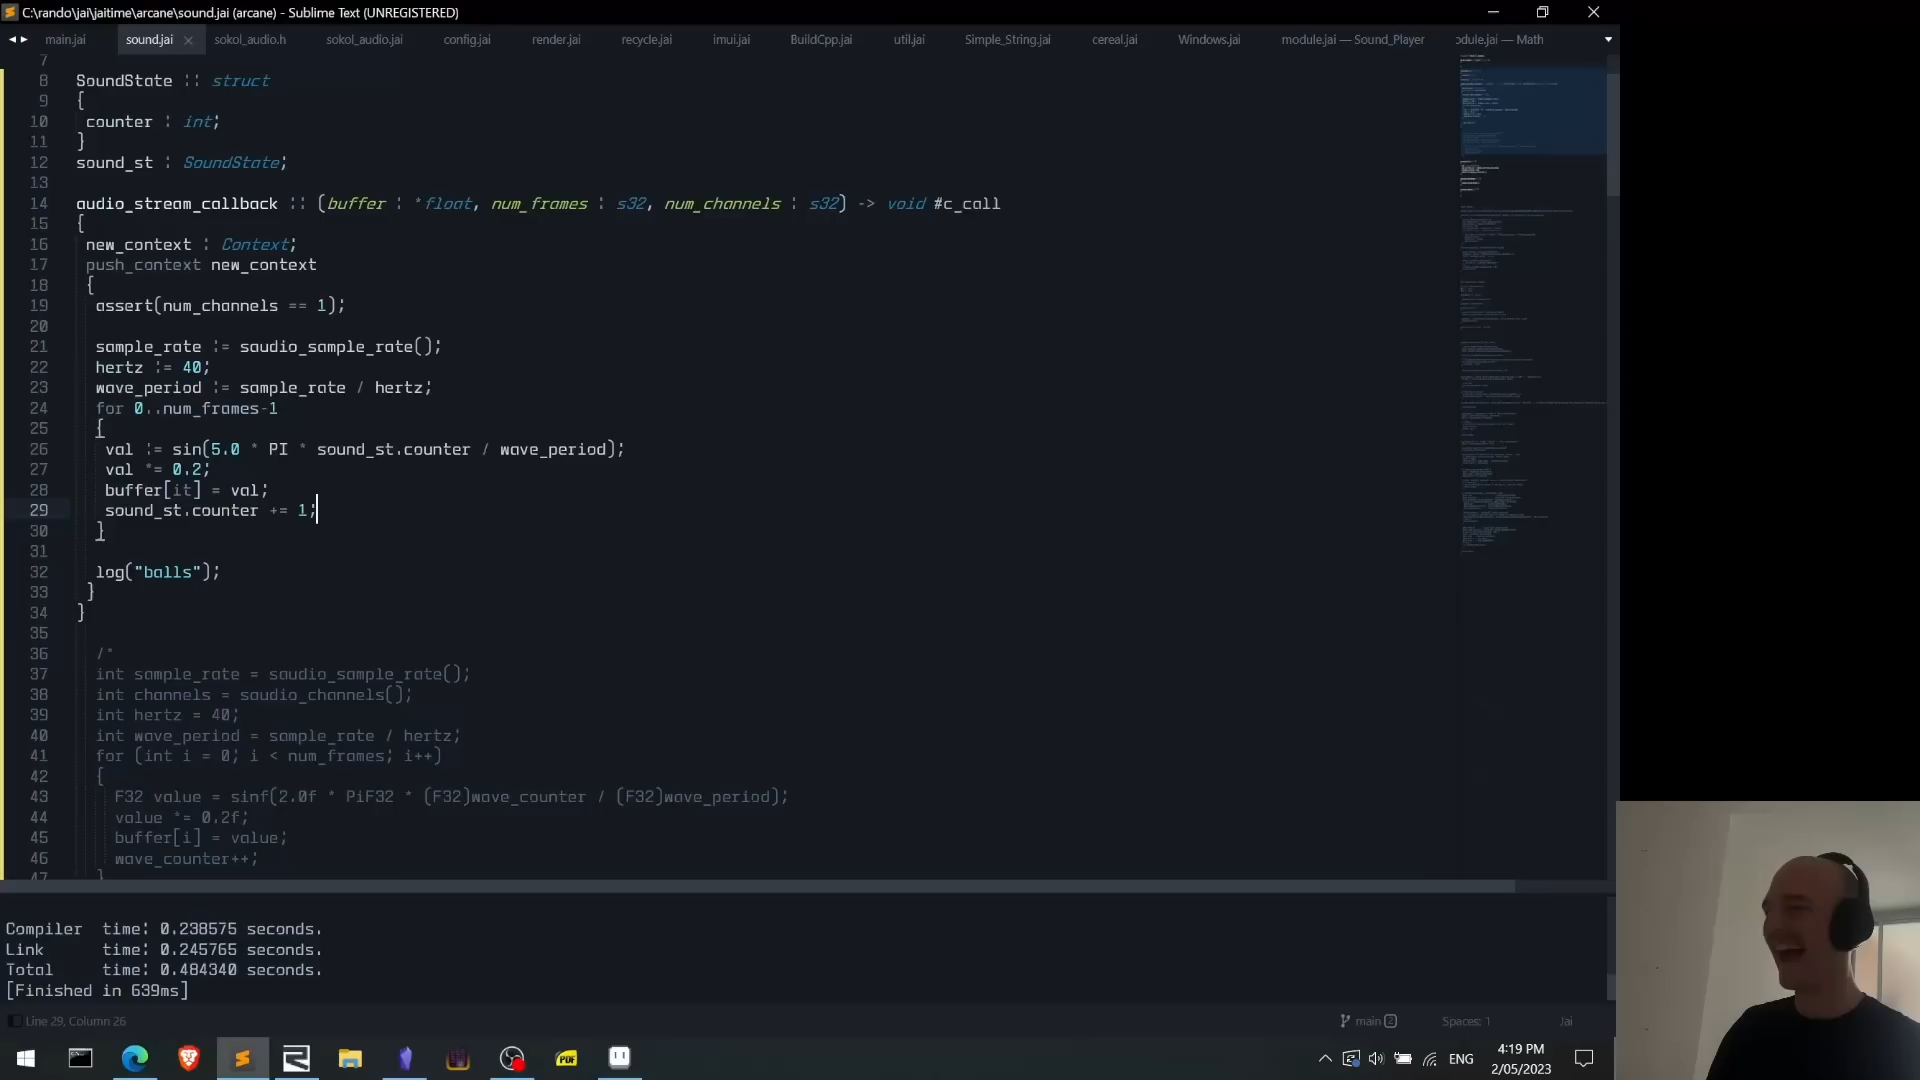 C:\rando\jai\jaitime\arcane\sound.jai (arcane) - Sublime Text (UNREGISTERED)
main.jai sound.jai sokol_audio.h sokol_audio.jai config.jai render.jai recycle.jai imui.jai BuildCpp.jai util.jai Simple_String.jai cereal.jai Windows.jai module.jai — Sound_Player odule.jai — Math
7
8 SoundState :: struct
9 {
10 counter : int;
11 }
12 sound_st : SoundState;
13
14 audio_stream_callback :: (buffer : *float, num_frames : s32, num_channels : s32) -> void #c_call
15 {
16 new_context : Context;
17 push_context new_context
18 {
19 assert(num_channels == 1);
20
21 sample_rate := saudio_sample_rate();
22 hertz := 40;
23 wave_period := sample_rate / hertz;
24 for 0..num_frames-1
25 {
26 val := sin(5.0 * PI * sound_st.counter / wave_period);
27 val *= 0.2;
28 buffer[it] = val;
29 sound_st.counter += 1;
30 }
31
32 log("balls");
33 }
34 }
35
36 /*
37 int sample_rate = saudio_sample_rate();
38 int channels = saudio_channels();
39 int hertz = 40;
40 int wave_period = sample_rate / hertz;
41 for (int i = 0; i < num_frames; i++)
42 {
43 F32 value = sinf(2.0f * PiF32 * (F32)wave_counter / (F32)wave_period);
44 value *= 0.2f;
45 buffer[i] = value;
46 wave_counter++;
47 }
Compiler time: 0.238575 seconds.
Link time: 0.245765 seconds.
Total time: 0.484340 seconds.
[Finished in 639ms]
Line 29, Column 26 main 2 Spaces: 1 Jai
PDF ENG 4:19 PM
2/05/2023